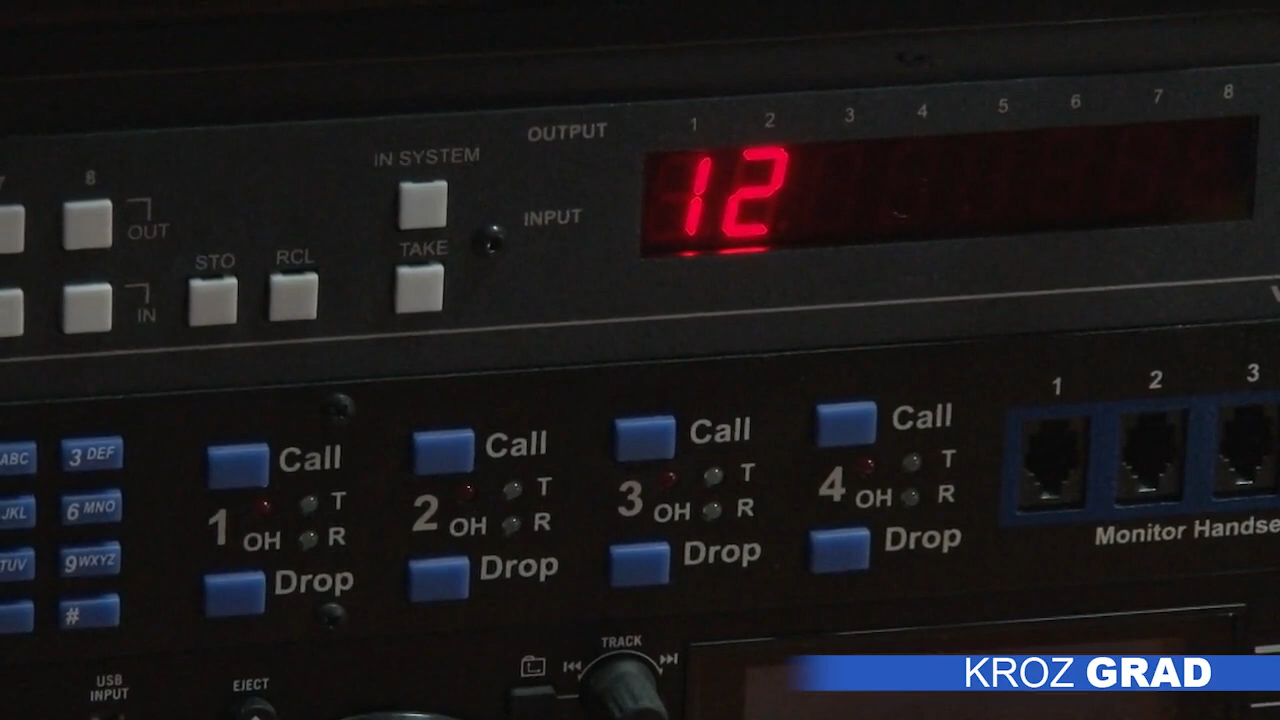 OUTPUT 1 2 3 4 5 6 7 8
IN SYSTEM
7 8
OUT
INPUT 12
STO RCL TAKE
IN
1 2 3
ABC 3 DEF Call Call Call Call
JKL 6 MNO 1 OH T R 2 OH T R 3 OH T R 4 OH T R
Monitor
TUV 9 WXYZ Drop Drop Drop Drop
#
TRACK
USB INPUT
EJECT
KROZ GRAD